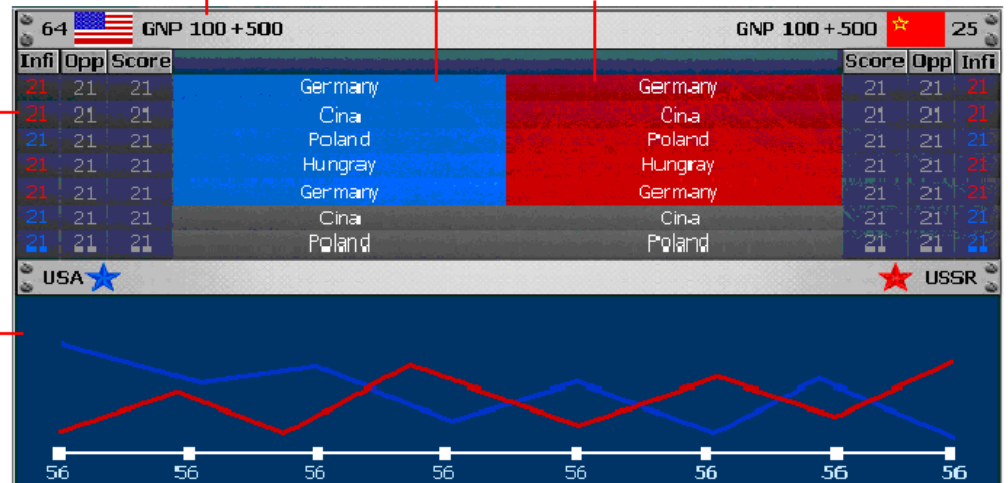 64 GNP 100+500 GNP 100+500 25
Infi Opp Score Score Opp Infi
21 21 21 Germany Germany 21 21 21
21 21 21 Cina Cina 21 21 21
21 21 21 Poland Poland 21 21 21
21 21 21 Hungray Hungray 21 21 21
21 21 21 Germany Germany 21 21 21
21 21 21 Cina Cina 21 21 21
21 21 21 Poland Poland 21 21 21
USA USSR
56 56 56 56 56 56 56 56